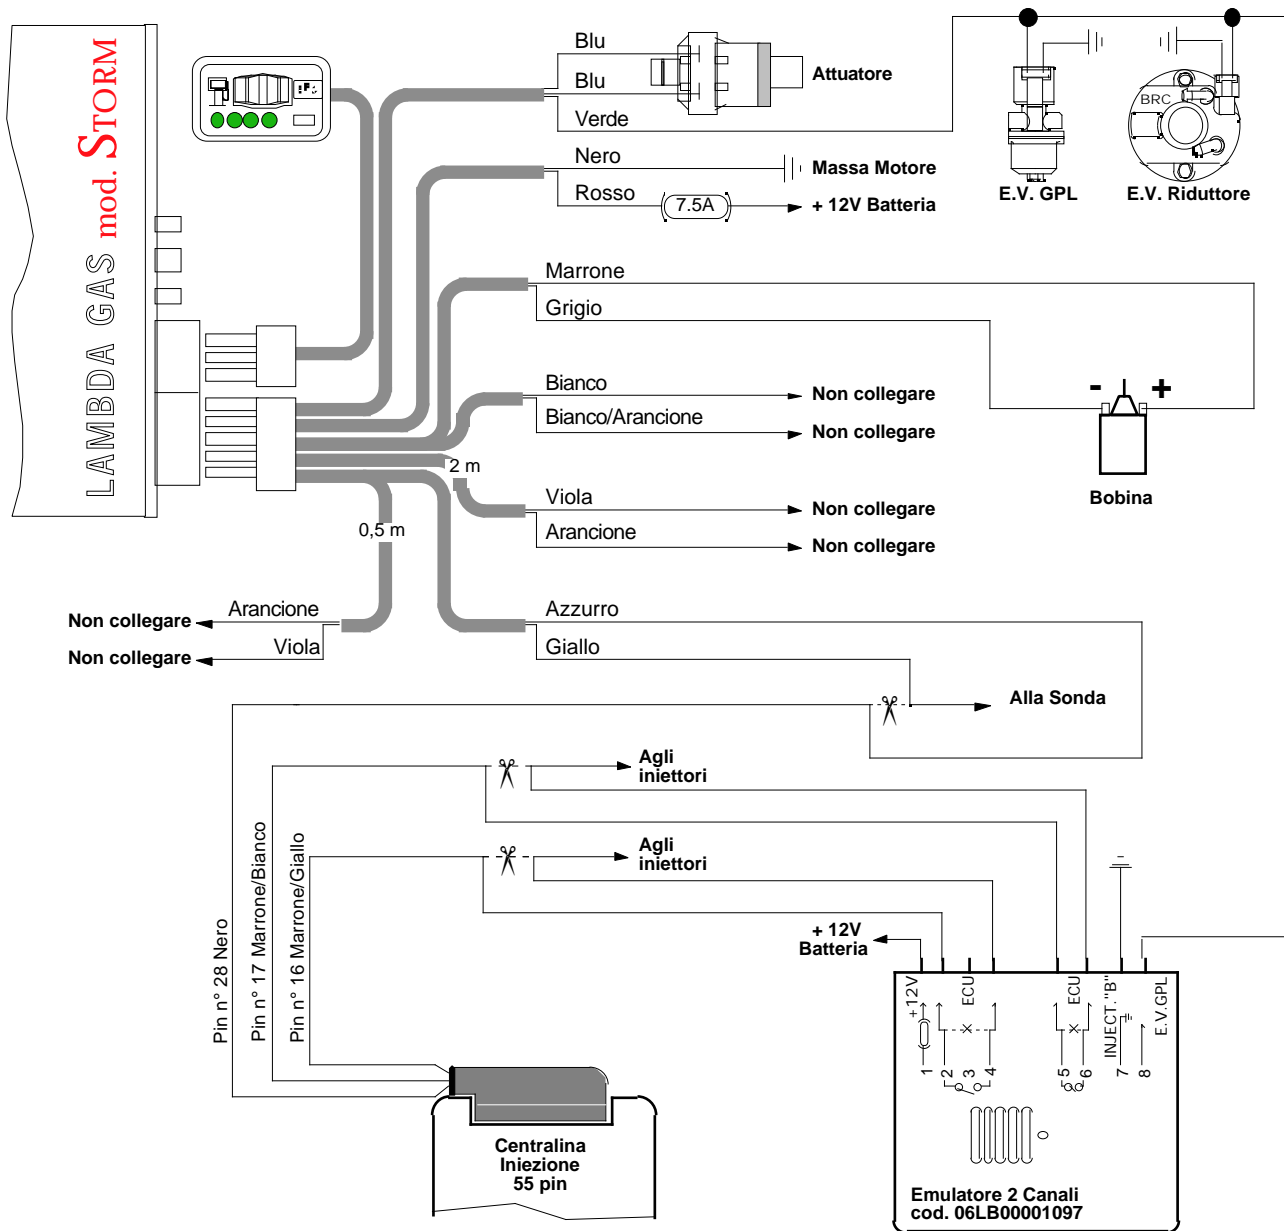 LAMBDA GAS mod. STORM
Blu
Blu
Verde
Attuatore
Nero
Massa Motore
Rosso
7.5A
+ 12V Batteria
BRC
E.V. GPL
E.V. Riduttore
Marrone
Grigio
- +
Bobina
Bianco
Non collegare
Bianco/Arancione
Non collegare
2 m
Viola
Non collegare
Arancione
Non collegare
0,5 m
Arancione
Non collegare
Viola
Non collegare
Azzurro
Giallo
Alla Sonda
Agli
iniettori
Agli
iniettori
Pin n° 28 Nero
Pin n° 17 Marrone/Bianco
Pin n° 16 Marrone/Giallo
+ 12V
Batteria
+12V
ECU
ECU
INJECT. "B"
E.V.GPL
1
2
3
4
5
6
7
8
Centralina
Iniezione
55 pin
Emulatore 2 Canali
cod. 06LB00001097